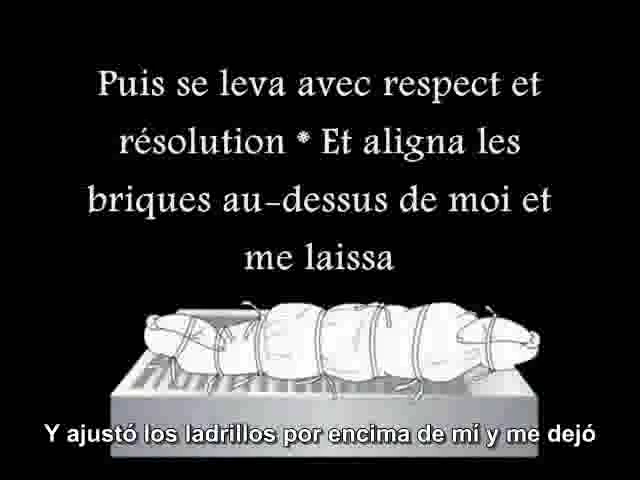 Puis se leva avec respect et
résolution * Et aligna les
briques au-dessus de moi et
me laissa
Y ajustó los ladrillos por encima de mí y me dejó